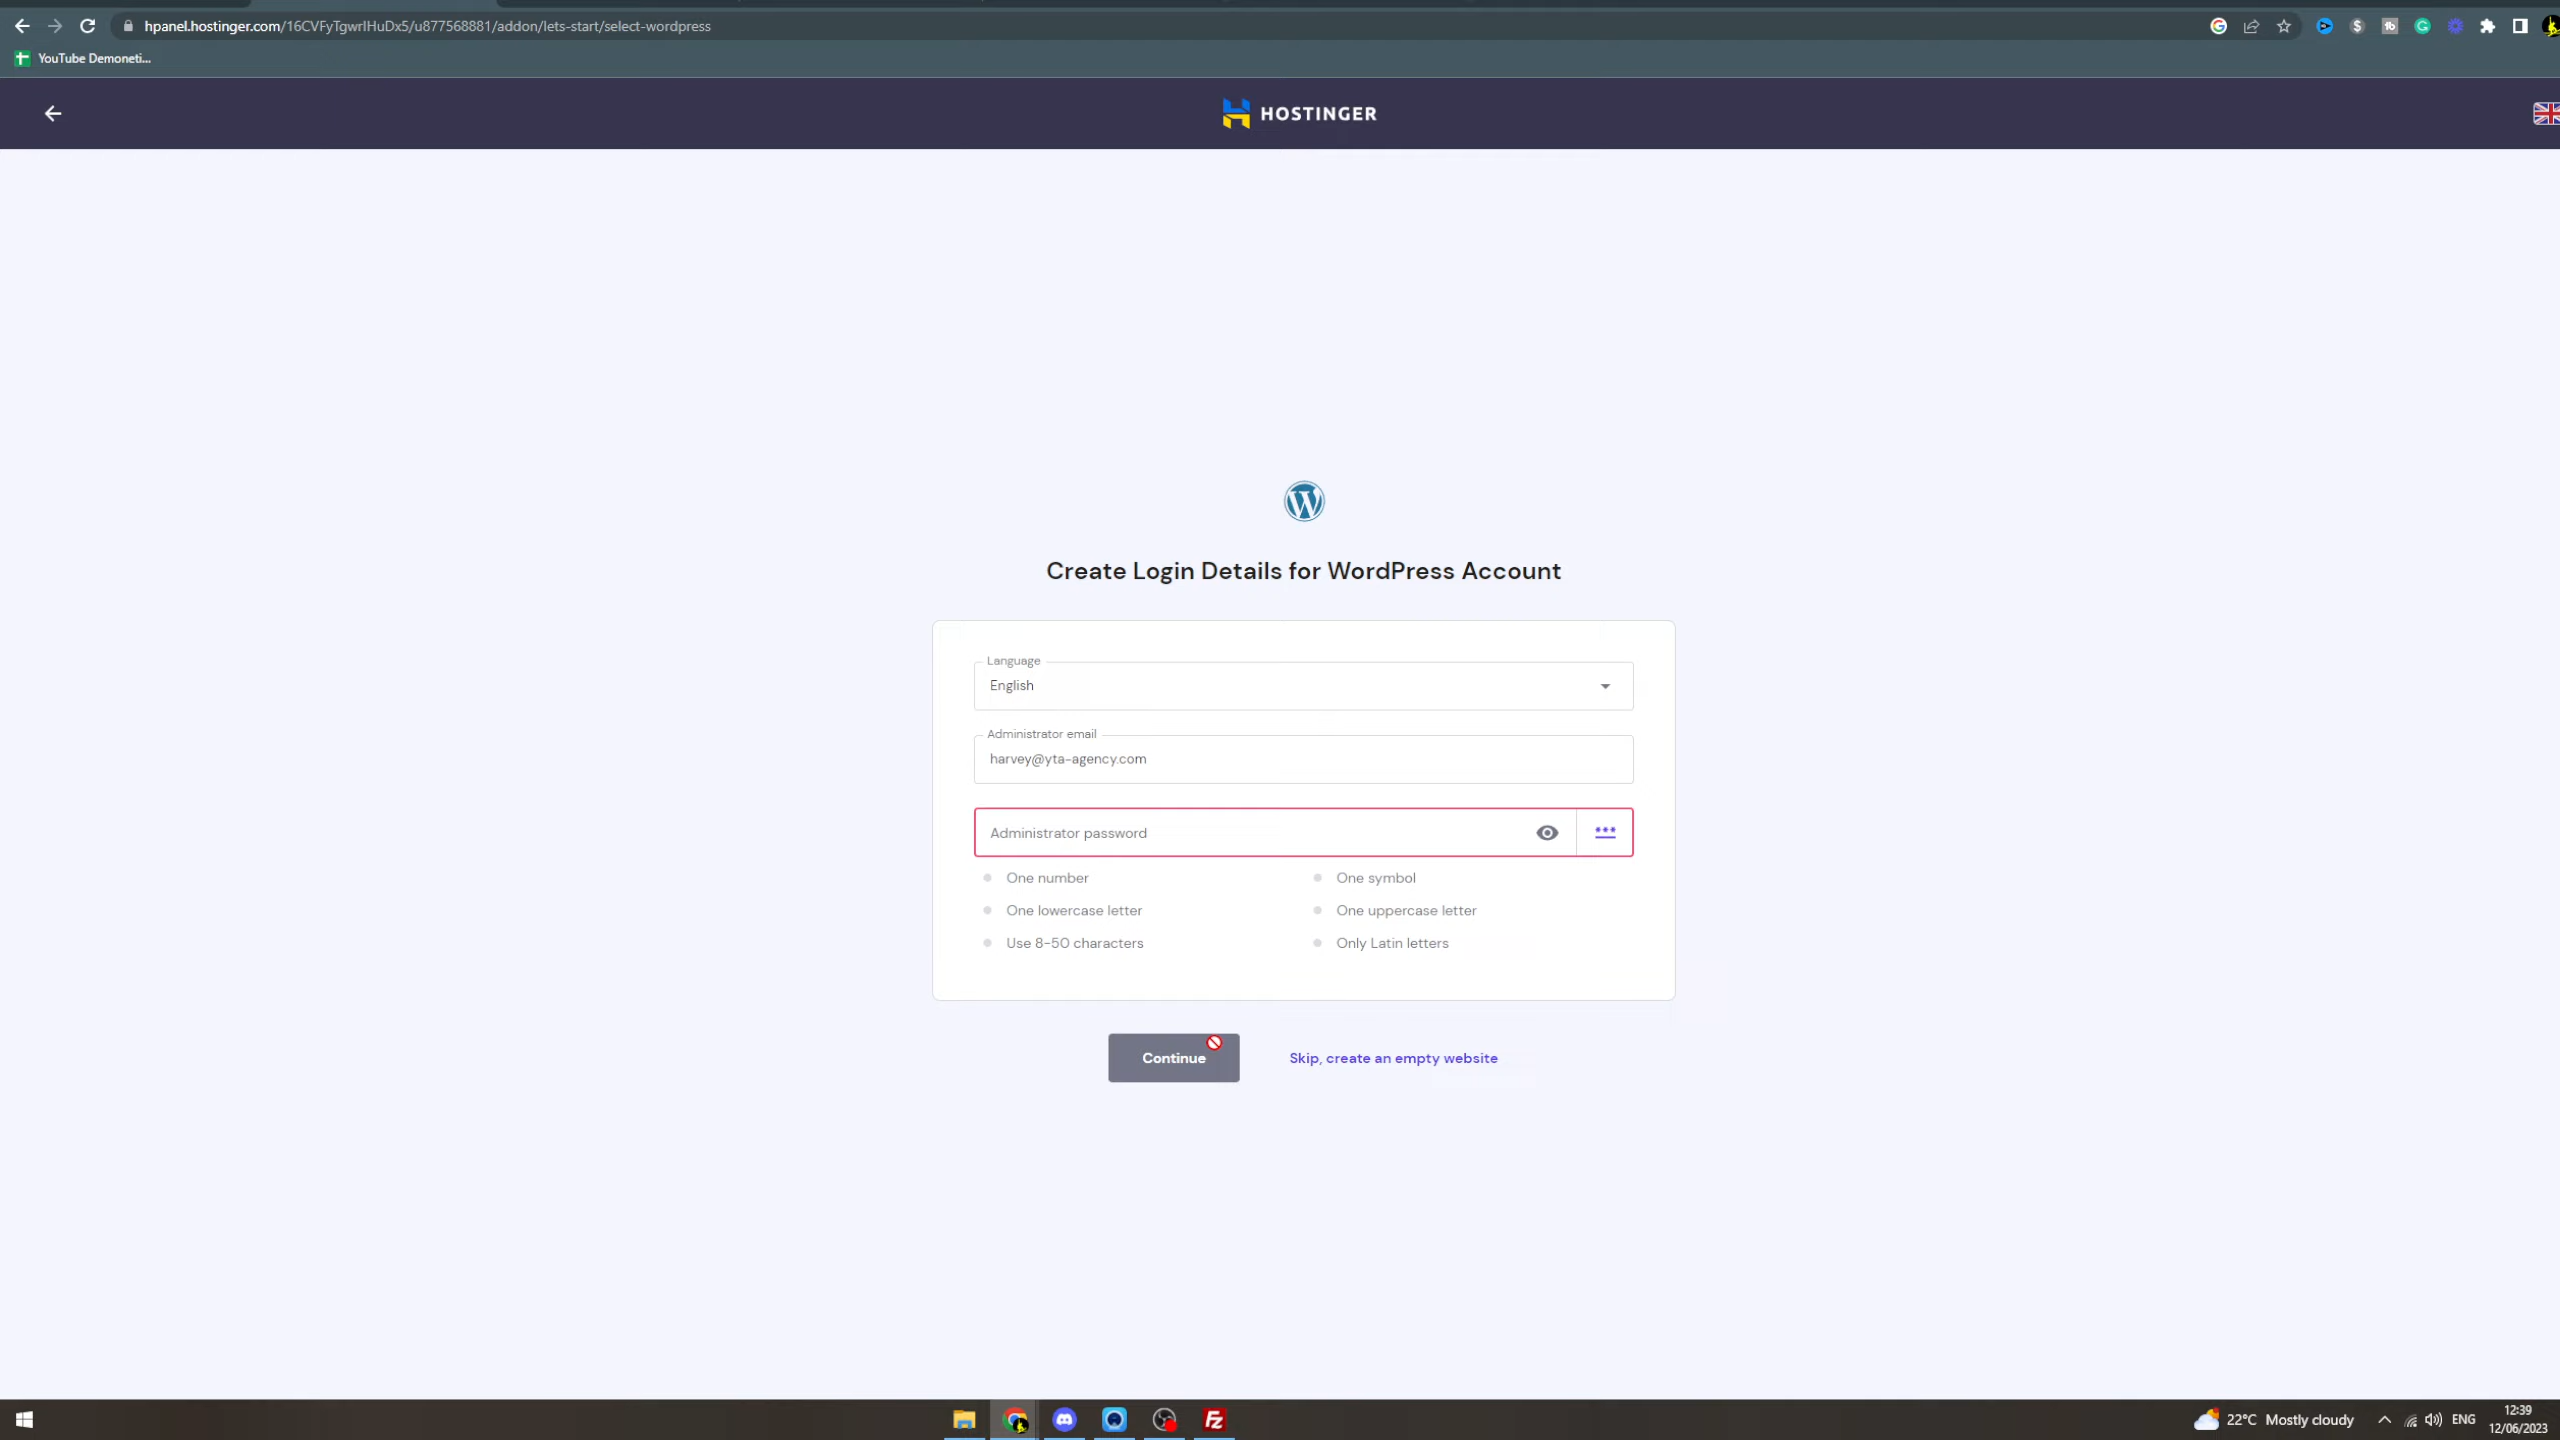 hpanel.hostinger.com/16CVFyTgwrIHuDx5/u877568881/addon/lets-start/select-wordpress
YouTube Demoneti...
HOSTINGER
Create Login Details for WordPress Account
Language
English
Administrator email
harvey@yta-agency.com
Administrator password
One number
One symbol
One lowercase letter
One uppercase letter
Use 8-50 characters
Only Latin letters
Continue
Skip, create an empty website
22°C Mostly cloudy
ENG
12:39
12/06/2023